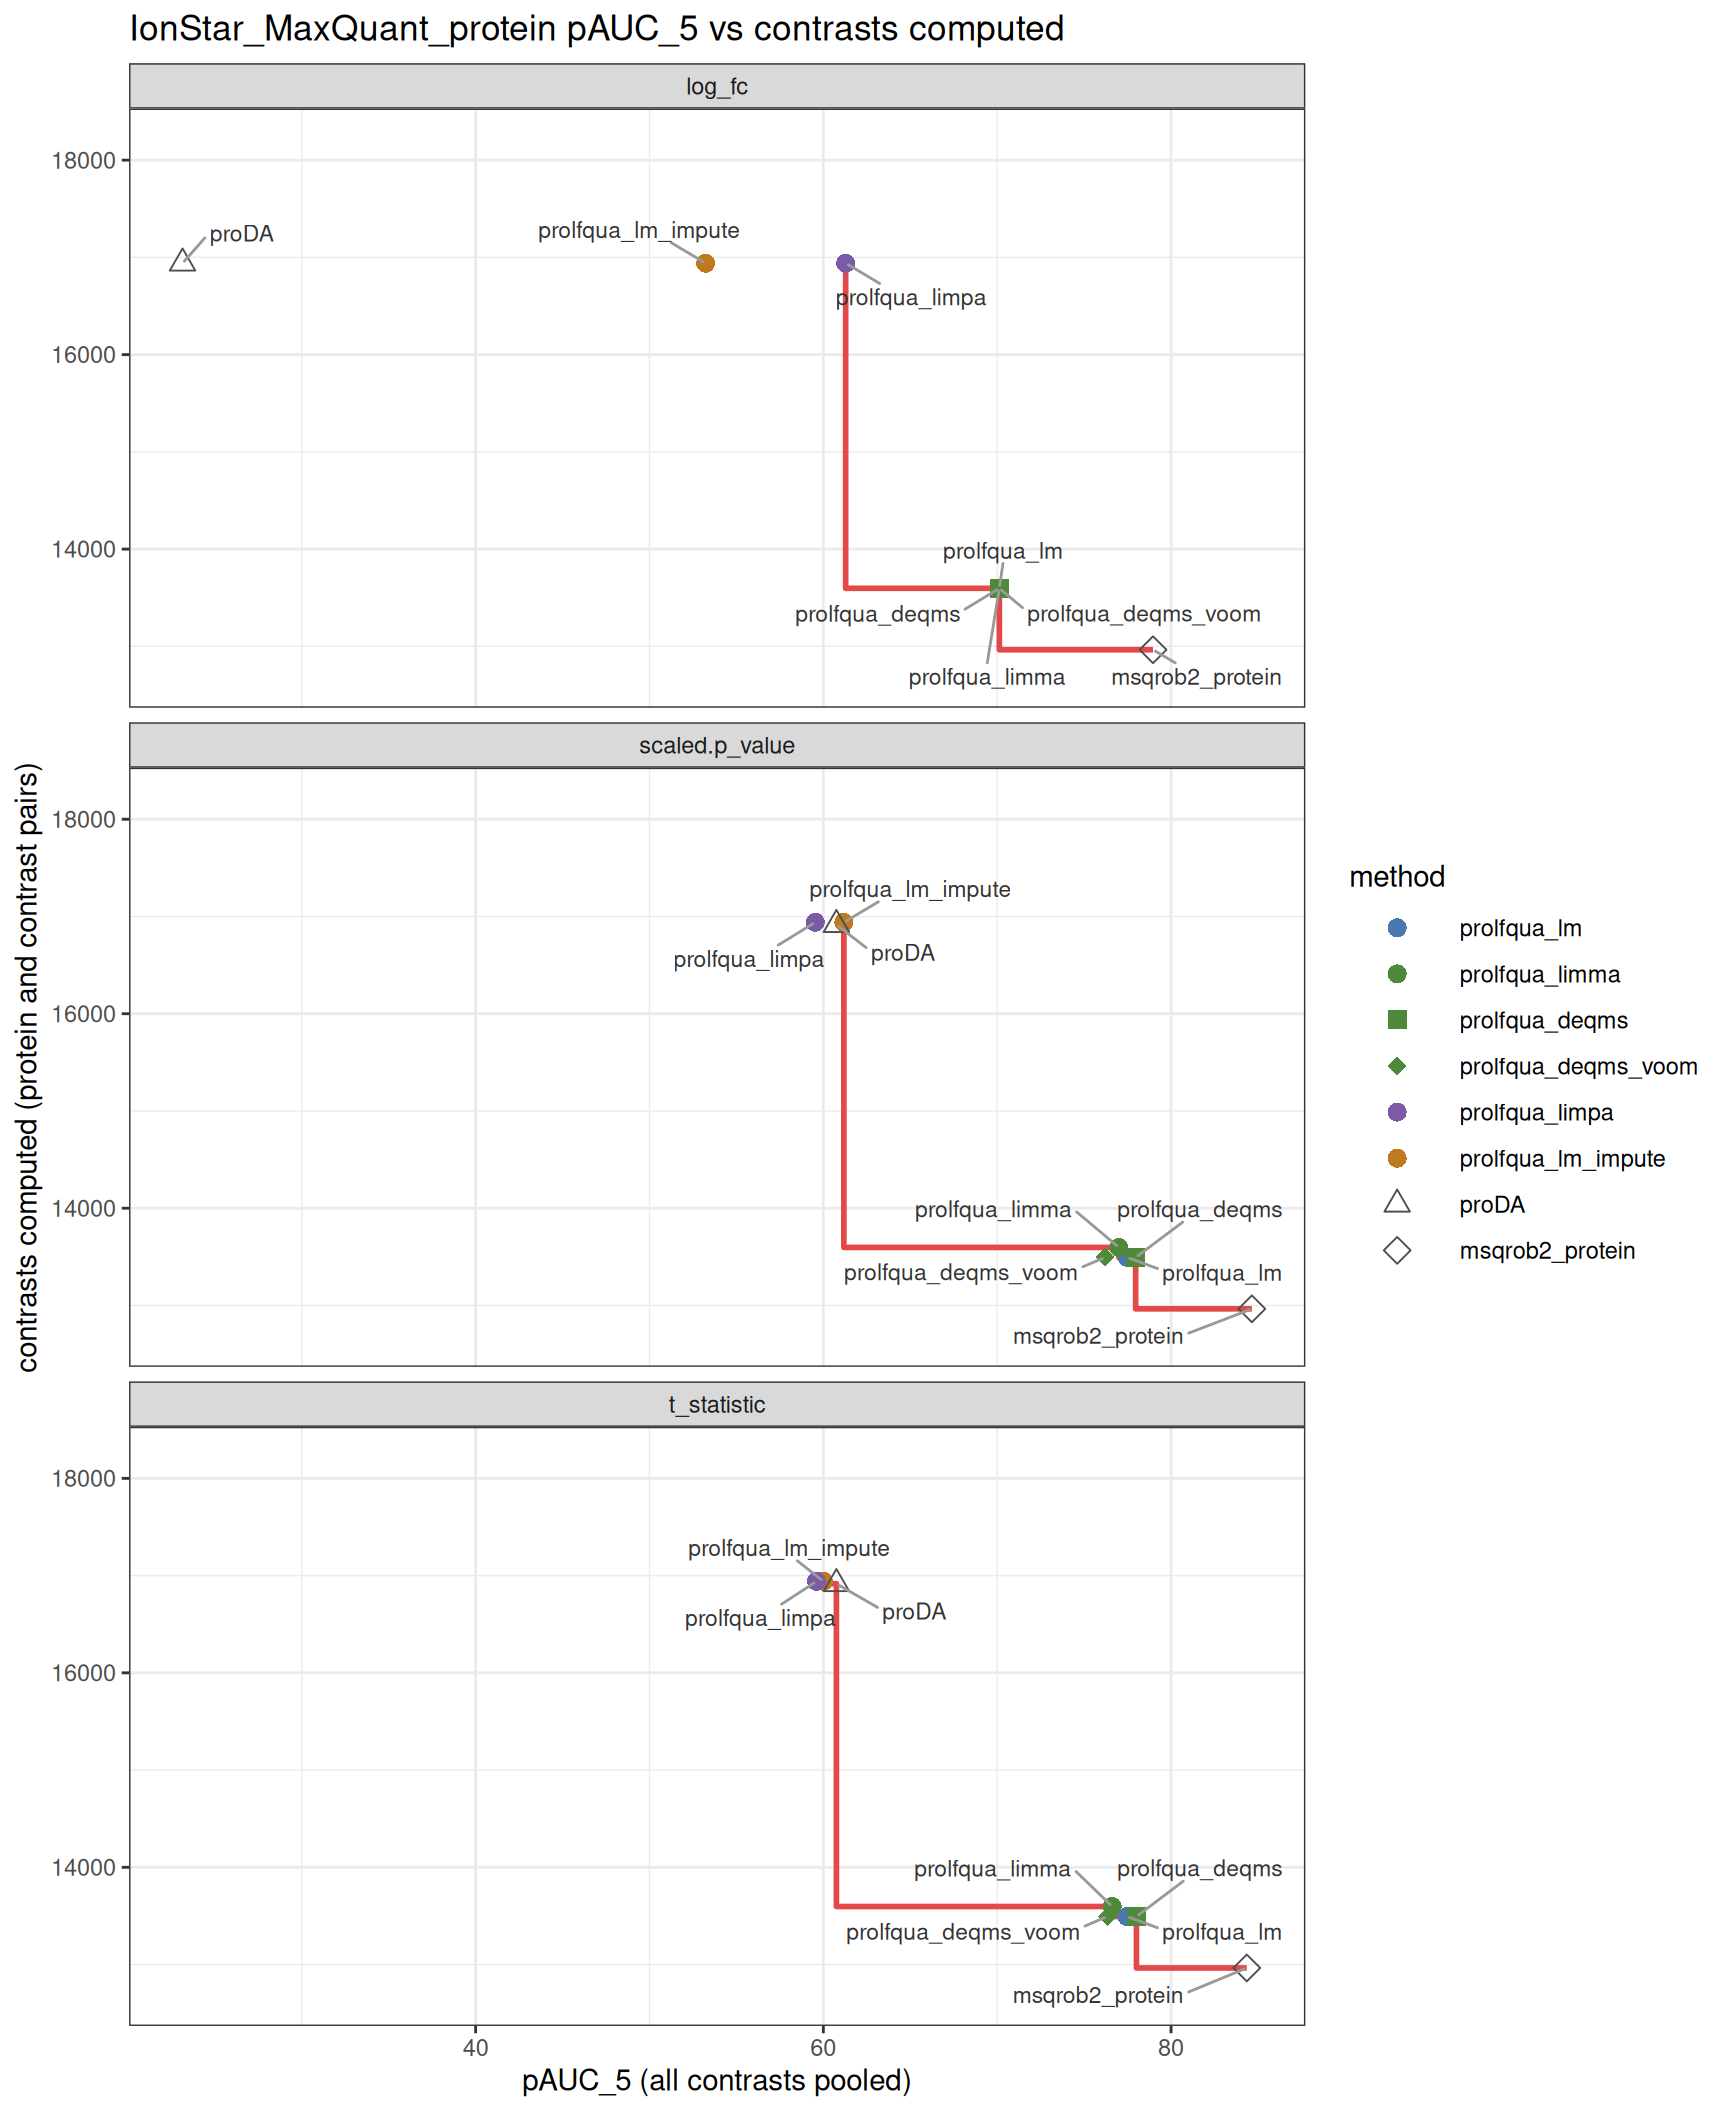 IonStar_MaxQuant_protein pAUC_5 vs contrasts computed
log_fc
18000
16000
14000
proDA
prolfqua_lm_impute
prolfqua_limpa
prolfqua_lm
prolfqua_deqms
prolfqua_deqms_voom
prolfqua_limma
msqrob2_protein
scaled.p_value
18000
16000
14000
prolfqua_lm_impute
prolfqua_limpa
proDA
prolfqua_limma
prolfqua_deqms
prolfqua_deqms_voom
prolfqua_lm
msqrob2_protein
t_statistic
18000
16000
14000
prolfqua_lm_impute
prolfqua_limpa
proDA
prolfqua_limma
prolfqua_deqms
prolfqua_deqms_voom
prolfqua_lm
msqrob2_protein
40
60
80
pAUC_5 (all contrasts pooled)
contrasts computed (protein and contrast pairs)
method
prolfqua_lm
prolfqua_limma
prolfqua_deqms
prolfqua_deqms_voom
prolfqua_limpa
prolfqua_lm_impute
proDA
msqrob2_protein